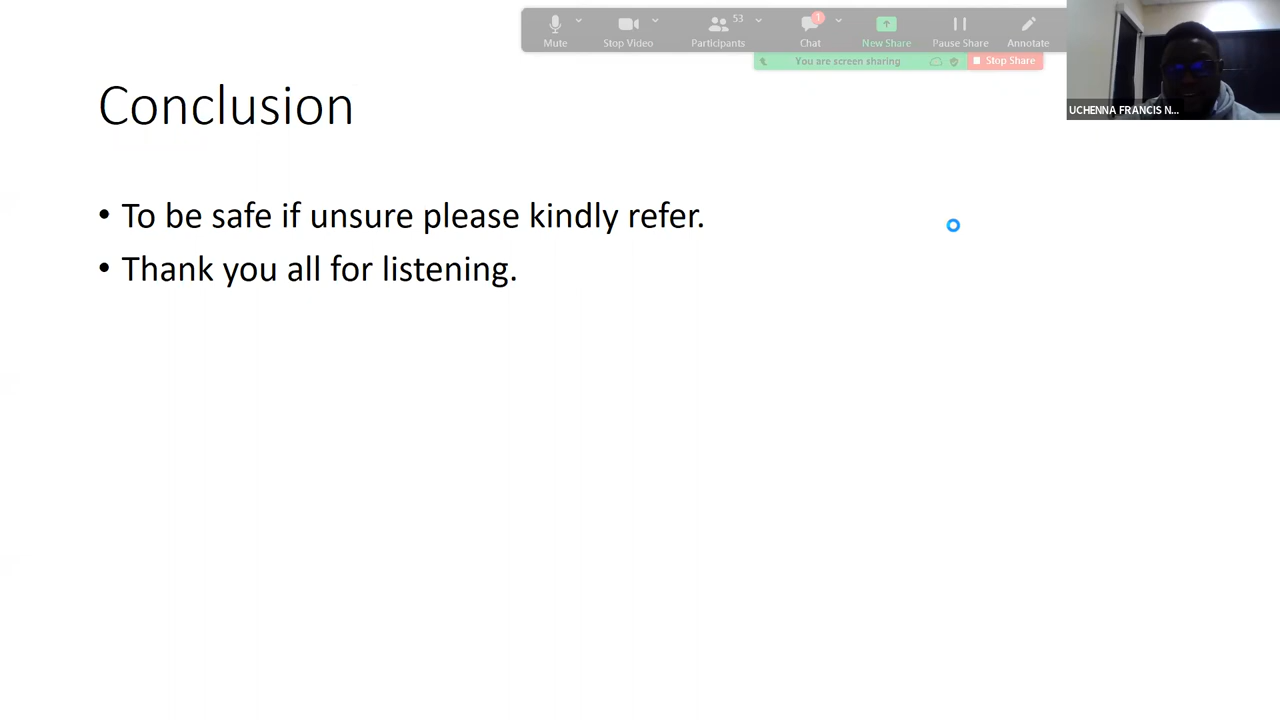 53
1
Mute
Stop Video
Participants
Chat
New Share
Pause Share
Annotate
You are screen sharing
Stop Share
UCHENNA FRANCIS N...
Conclusion
• To be safe if unsure please kindly refer.
• Thank you all for listening.